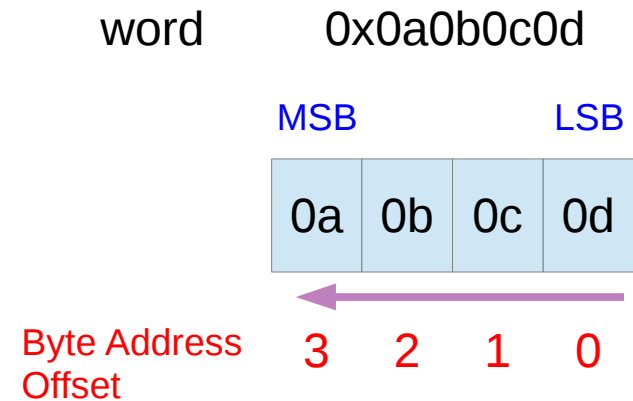 word 0x0a0b0c0d
MSB LSB
0a 0b 0c 0d
Byte Address 3 2 1 0
Offset